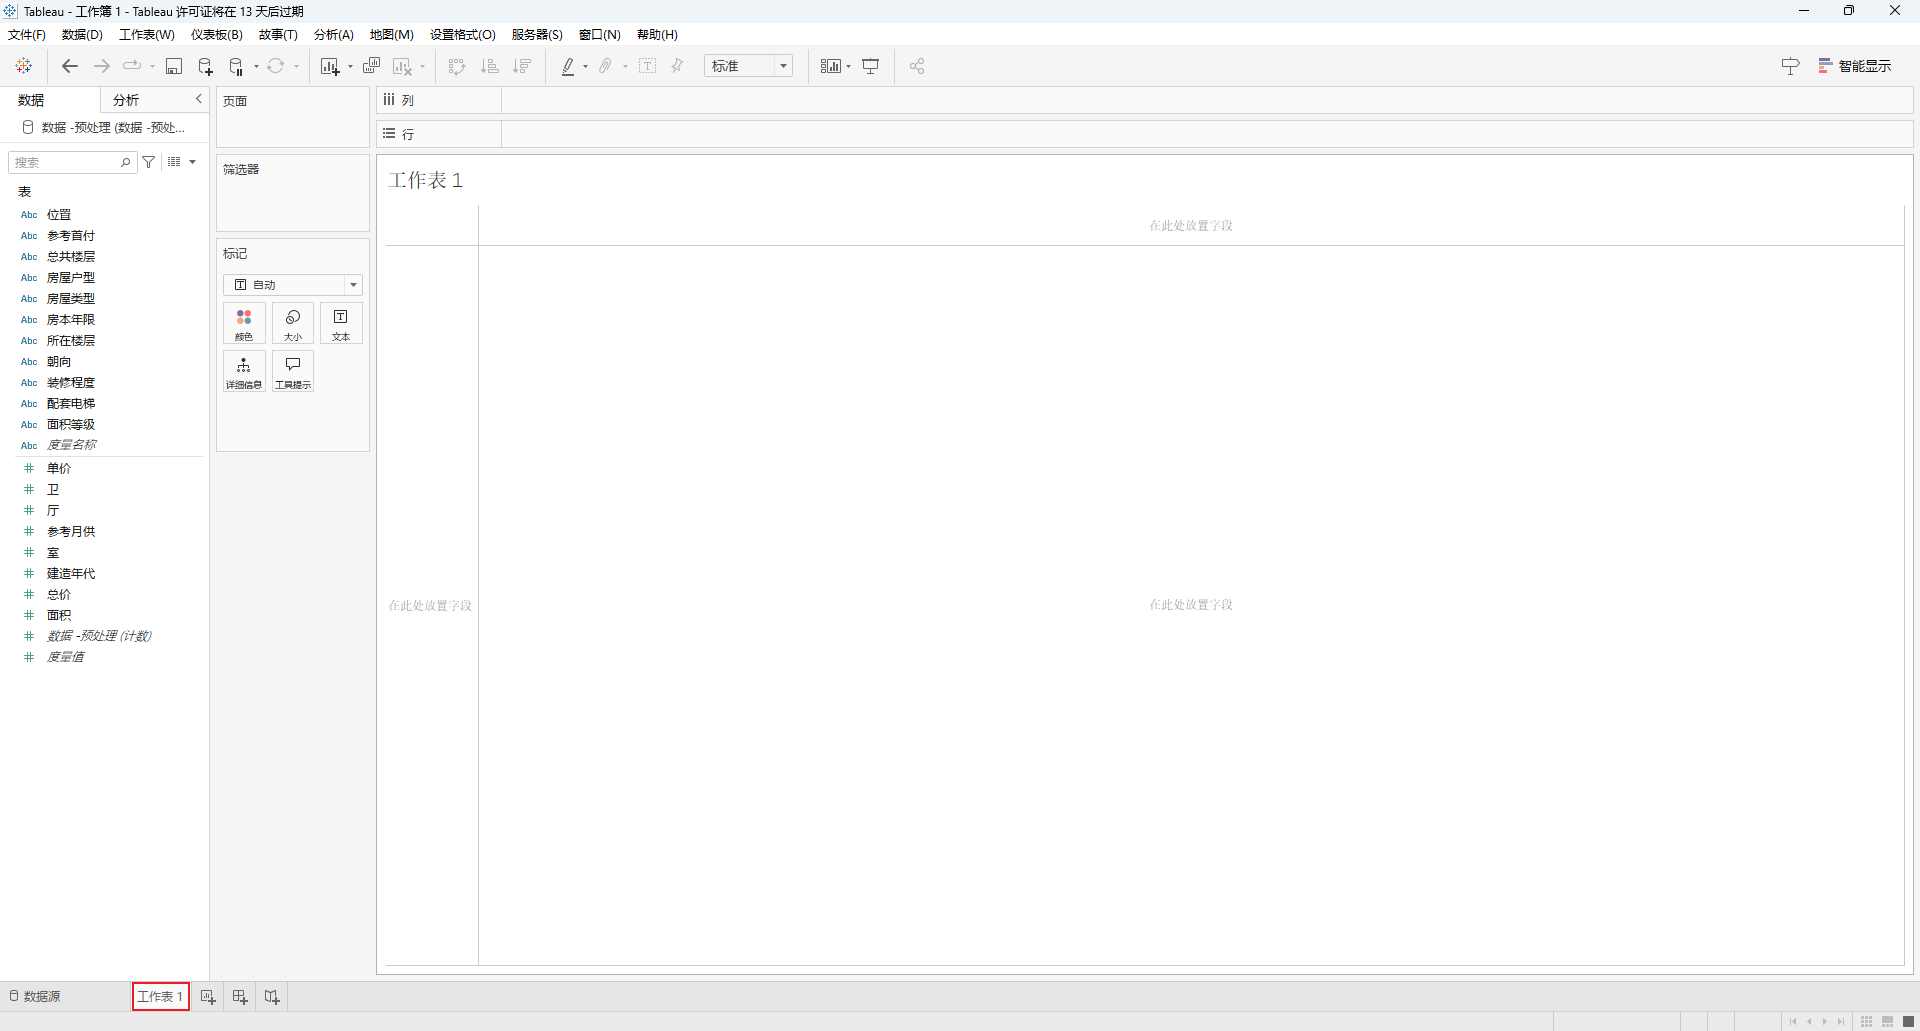 Tableau - 工作簿 1 - Tableau 许可证将在 13 天后过期
文件(F) 数据(D) 工作表(W) 仪表板(B) 故事(T) 分析(A) 地图(M) 设置格式(O) 服务器(S) 窗口(N) 帮助(H)
标准
智能显示
数据 分析
数据 -预处理 (数据 -预处...
搜索
表
Abc 位置
Abc 参考首付
Abc 总共楼层
Abc 房屋户型
Abc 房屋类型
Abc 房本年限
Abc 所在楼层
Abc 朝向
Abc 装修程度
Abc 配套电梯
Abc 面积等级
Abc 度量名称
# 单价
# 卫
# 厅
# 参考月供
# 室
# 建造年代
# 总价
# 面积
# 数据 -预处理 (计数)
# 度量值
页面
筛选器
标记
T 自动
颜色 大小 T 文本
详细信息 工具提示
列
行
工作表 1
在此处放置字段
在此处放置字段
在此处放置字段
数据源 工作表 1